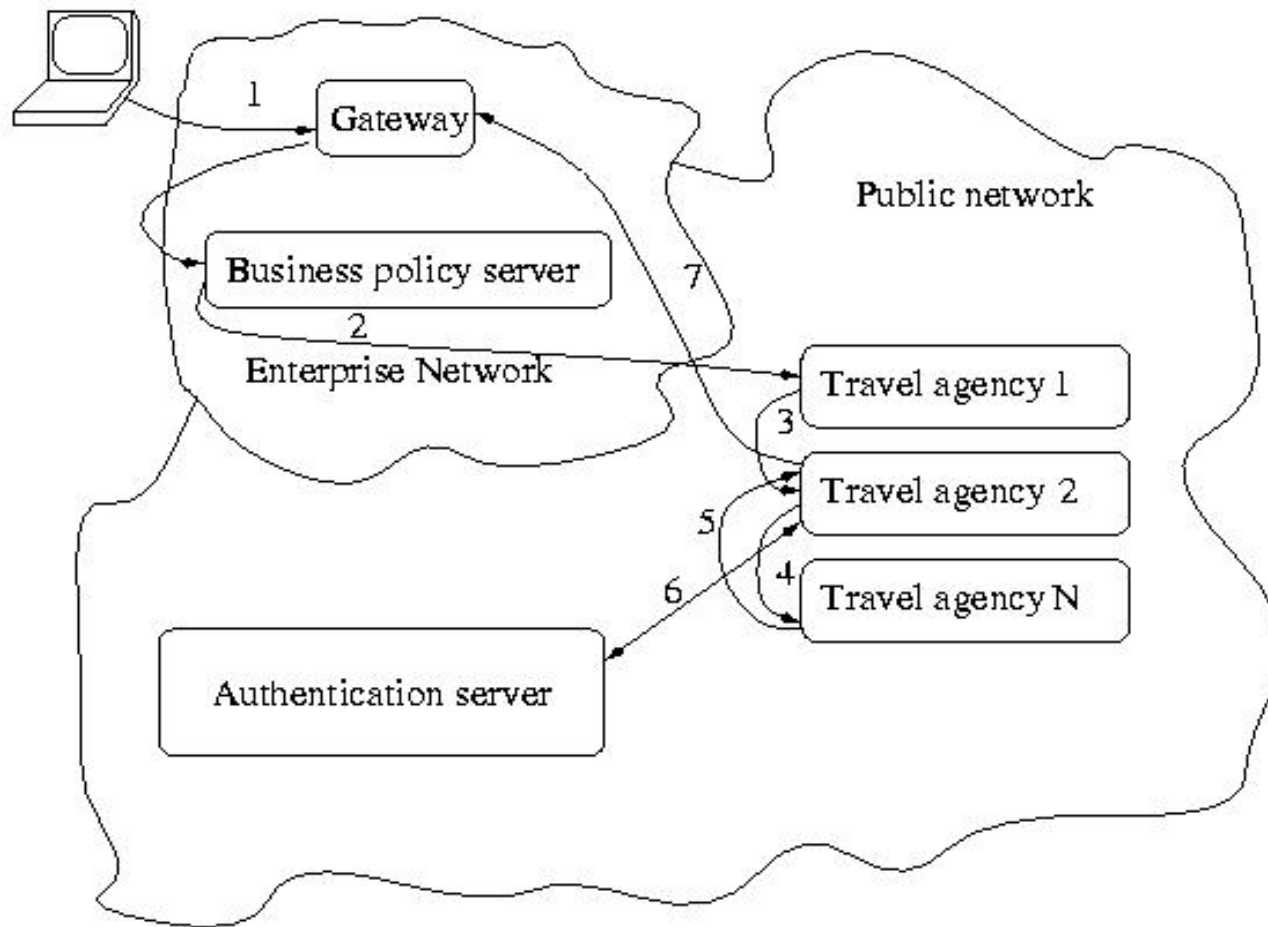 1
Gateway
Public network
Business policy server
7
2
Enterprise Network
Travel agency 1
3
Travel agency 2
5
4
6
Travel agency N
Authentication server